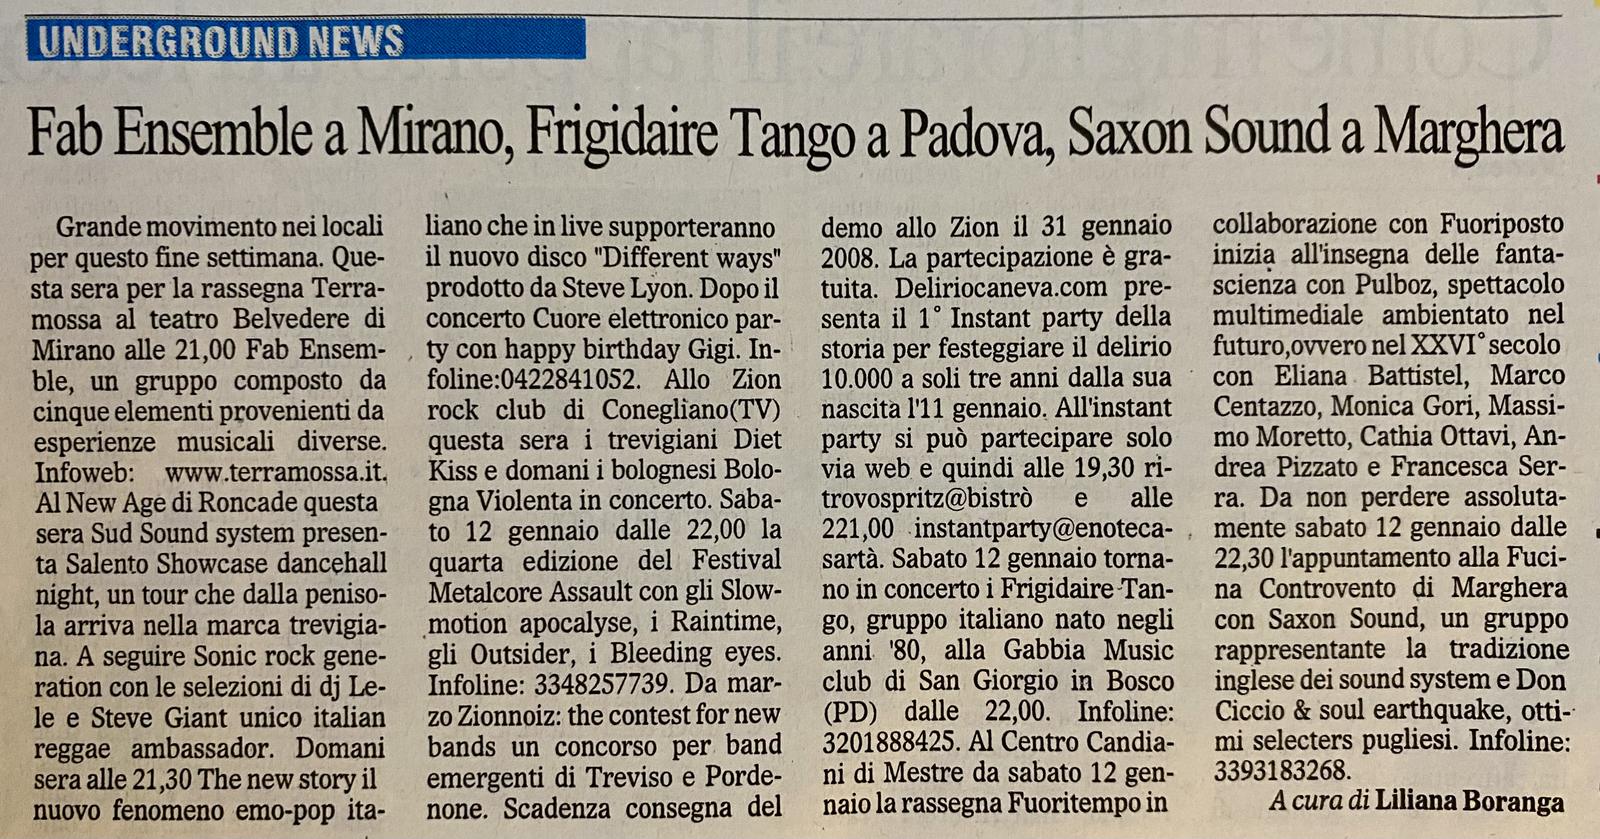 UNDERGROUND NEWS
Fab Ensemble a Mirano, Frigidaire Tango a Padova, Saxon Sound a Marghera
Grande movimento nei locali
per questo fine settimana. Que-
sta sera per la rassegna Terra-
mossa al teatro Belvedere di
Mirano alle 21,00 Fab Ensem-
ble, un gruppo composto da
cinque elementi provenienti da
esperienze musicali diverse.
Infoweb: www.terramossa.it.
Al New Age di Roncade questa
sera Sud Sound system presen-
ta Salento Showcase dancehall
night, un tour che dalla peniso-
la arriva nella marca trevigia-
na. A seguire Sonic rock gene-
ration con le selezioni di dj Le-
le e Steve Giant unico italian
reggae ambassador. Domani
sera alle 21,30 The new story il
nuovo fenomeno emo-pop ita-
liano che in live supporteranno
il nuovo disco "Different ways"
prodotto da Steve Lyon. Dopo il
concerto Cuore elettronico par-
ty con happy birthday Gigi. In-
foline:0422841052. Allo Zion
rock club di Conegliano(TV)
questa sera i trevigiani Diet
Kiss e domani i bolognesi Bolo-
gna Violenta in concerto. Saba-
to 12 gennaio dalle 22,00 la
quarta edizione del Festival
Metalcore Assault con gli Slow-
motion apocalyse, i Raintime,
gli Outsider, i Bleeding eyes.
Infoline: 3348257739. Da mar-
zo Zionnoiz: the contest for new
bands un concorso per band
emergenti di Treviso e Porde-
none. Scadenza consegna del
demo allo Zion il 31 gennaio
2008. La partecipazione è gra-
tuita. Deliriocaneva.com pre-
senta il 1° Instant party della
storia per festeggiare il delirio
10.000 a soli tre anni dalla sua
nascita l'11 gennaio. All'instant
party si può partecipare solo
via web e quindi alle 19,30 ri-
trovospritz@bistrò e alle
221,00 instantparty@enoteca-
sartà. Sabato 12 gennaio torna-
no in concerto i Frigidaire Tan-
go, gruppo italiano nato negli
anni '80, alla Gabbia Music
club di San Giorgio in Bosco
(PD) dalle 22,00. Infoline:
3201888425. Al Centro Candia-
ni di Mestre da sabato 12 gen-
naio la rassegna Fuoritempo in
collaborazione con Fuoriposto
inizia all'insegna delle fanta-
scienza con Pulboz, spettacolo
multimediale ambientato nel
futuro,ovvero nel XXVI° secolo
con Eliana Battistel, Marco
Centazzo, Monica Gori, Massi-
mo Moretto, Cathia Ottavi, An-
drea Pizzato e Francesca Ser-
ra. Da non perdere assoluta-
mente sabato 12 gennaio dalle
22,30 l'appuntamento alla Fuci-
na Controvento di Marghera
con Saxon Sound, un gruppo
rappresentante la tradizione
inglese dei sound system e Don
Ciccio & soul earthquake, otti-
mi selecters pugliesi. Infoline:
3393183268.
A cura di Liliana Boranga